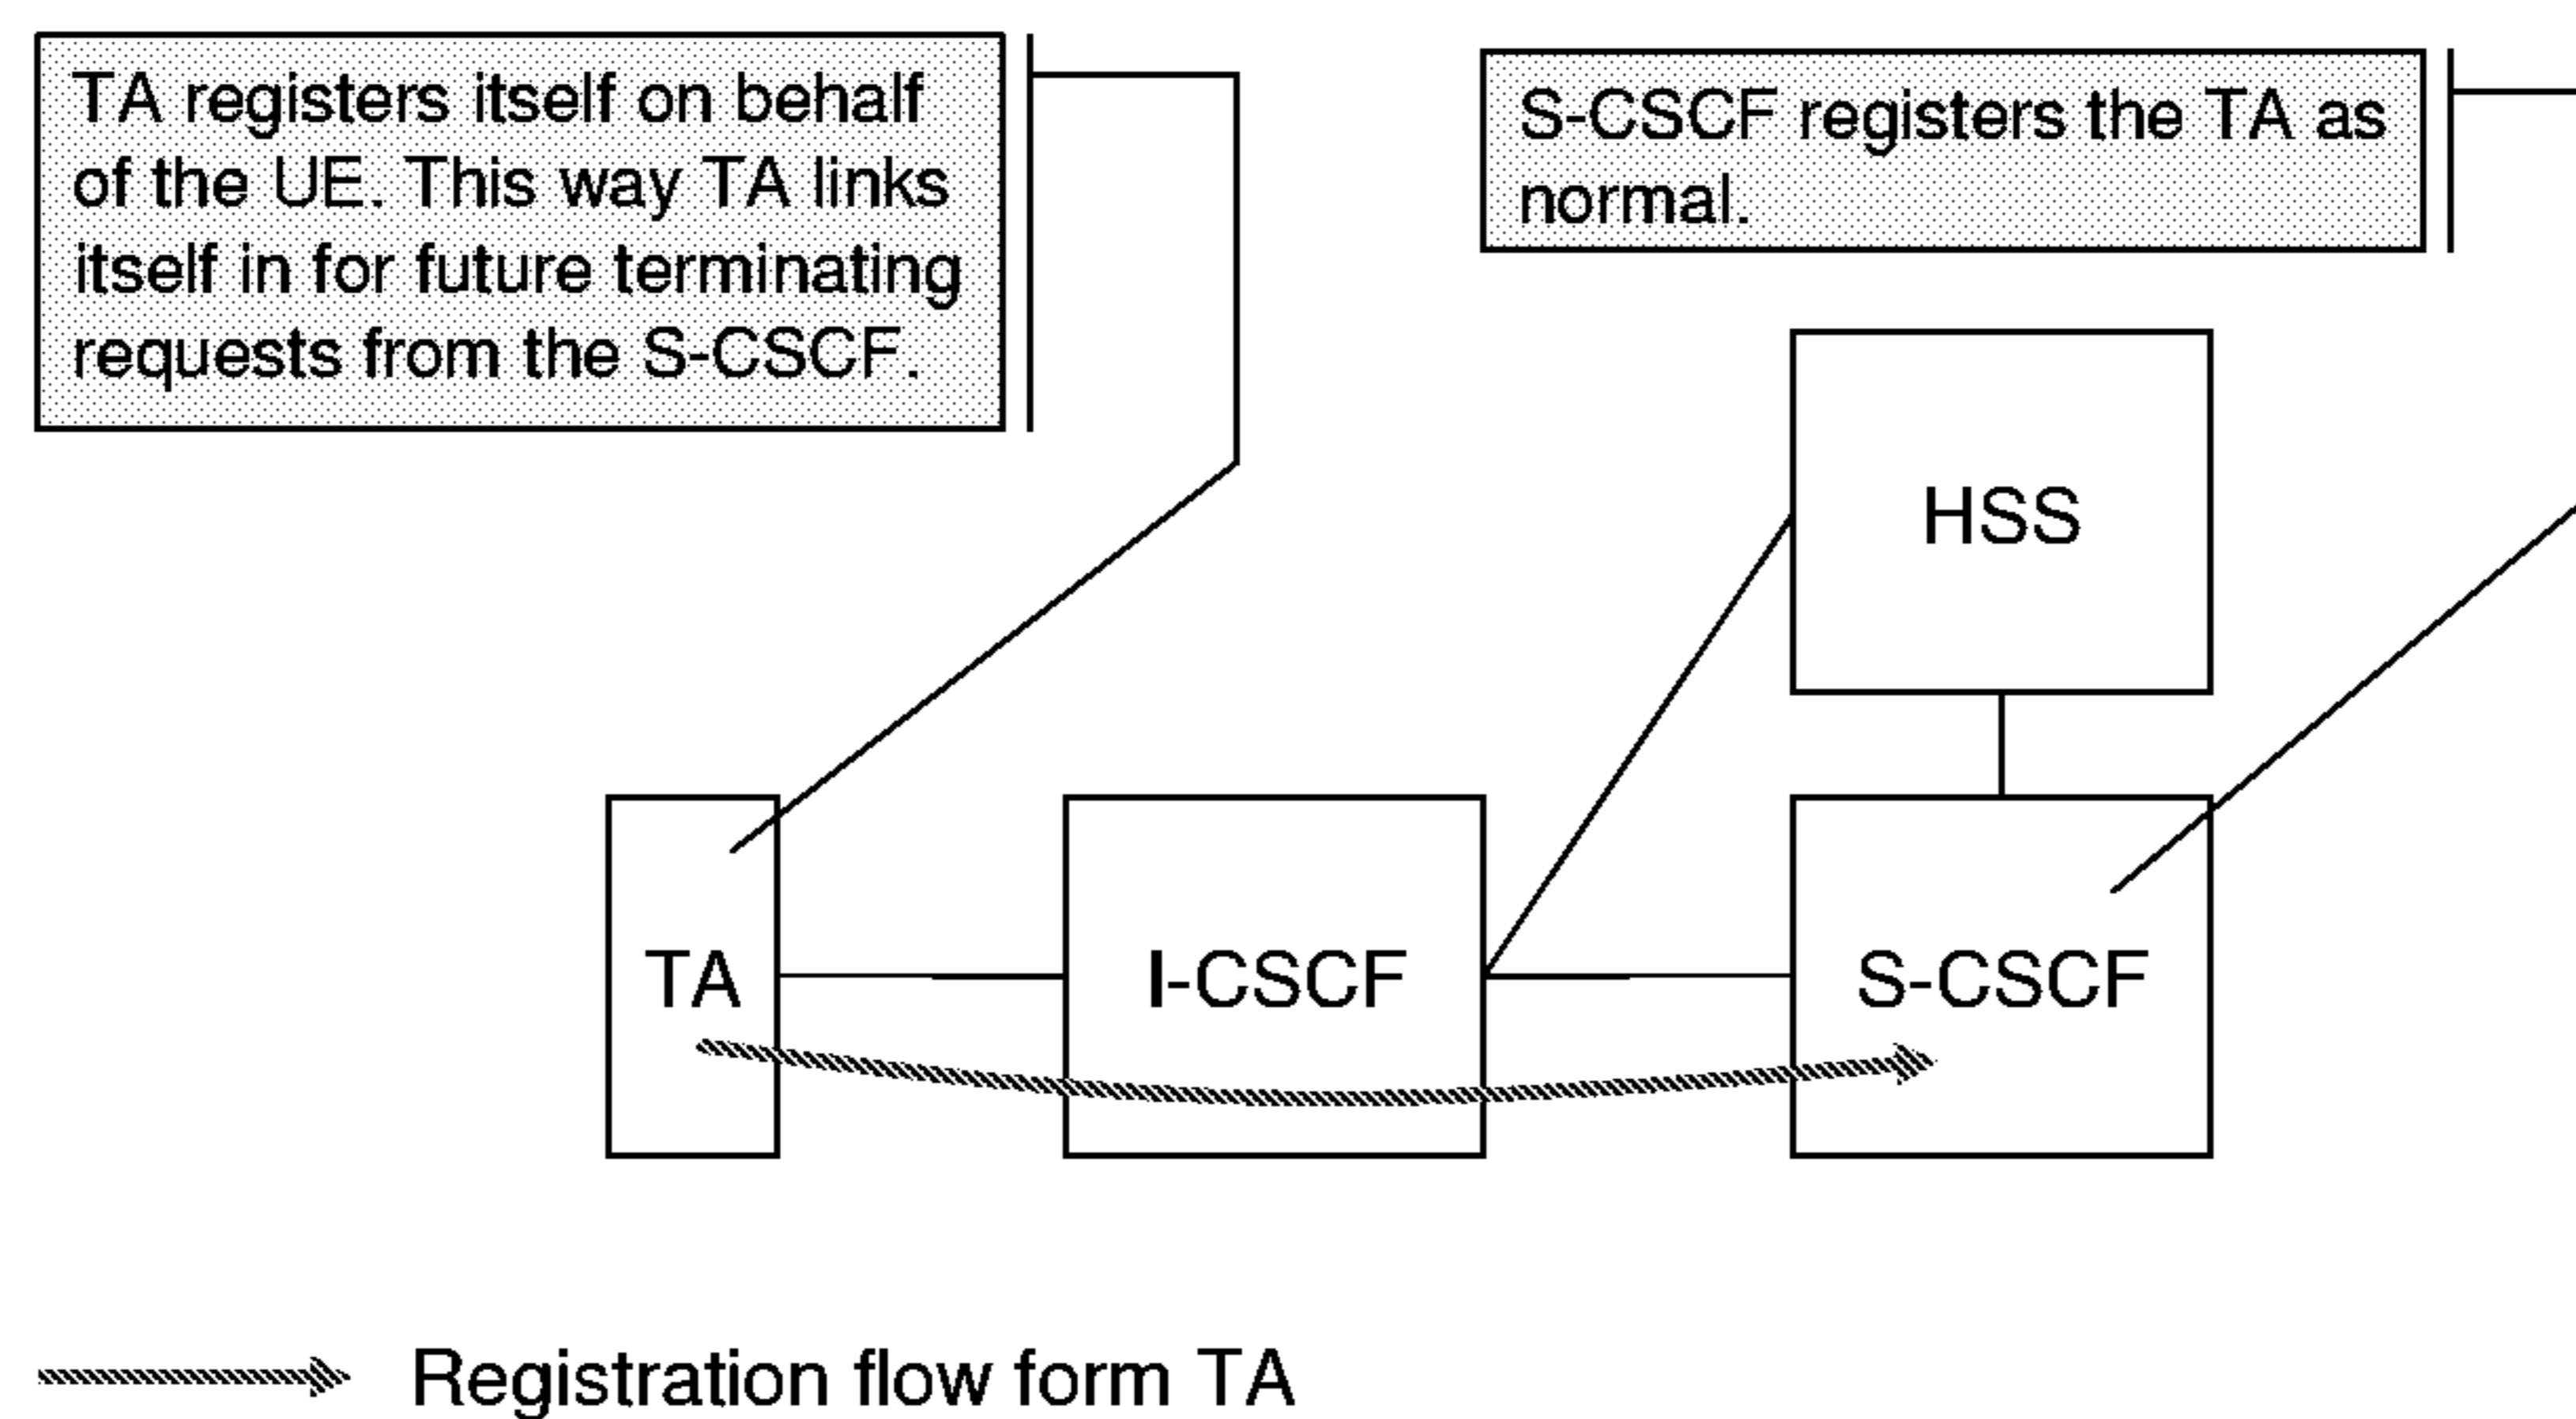 TA registers itself on behalf
of the UE. This way TA links
itself in for future terminating
requests from the S-CSCF.
S-CSCF registers the TA as
normal.
HSS
TA
I-CSCF
S-CSCF
Registration flow form TA